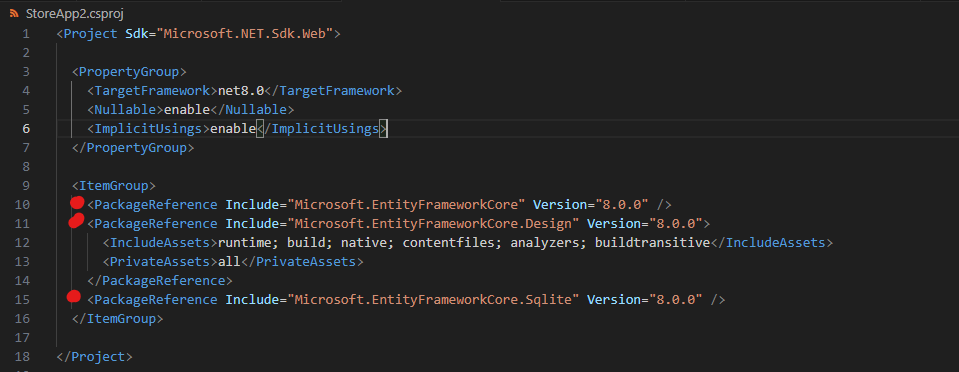 StoreApp2.csproj
1 <Project Sdk="Microsoft.NET.Sdk.Web">
2
3 <PropertyGroup>
4 <TargetFramework>net8.0</TargetFramework>
5 <Nullable>enable</Nullable>
6 <ImplicitUsings>enable</ImplicitUsings>
7 </PropertyGroup>
8
9 <ItemGroup>
10 <PackageReference Include="Microsoft.EntityFrameworkCore" Version="8.0.0" />
11 <PackageReference Include="Microsoft.EntityFrameworkCore.Design" Version="8.0.0">
12 <IncludeAssets>runtime; build; native; contentfiles; analyzers; buildtransitive</IncludeAssets>
13 <PrivateAssets>all</PrivateAssets>
14 </PackageReference>
15 <PackageReference Include="Microsoft.EntityFrameworkCore.Sqlite" Version="8.0.0" />
16 </ItemGroup>
17
18 </Project>